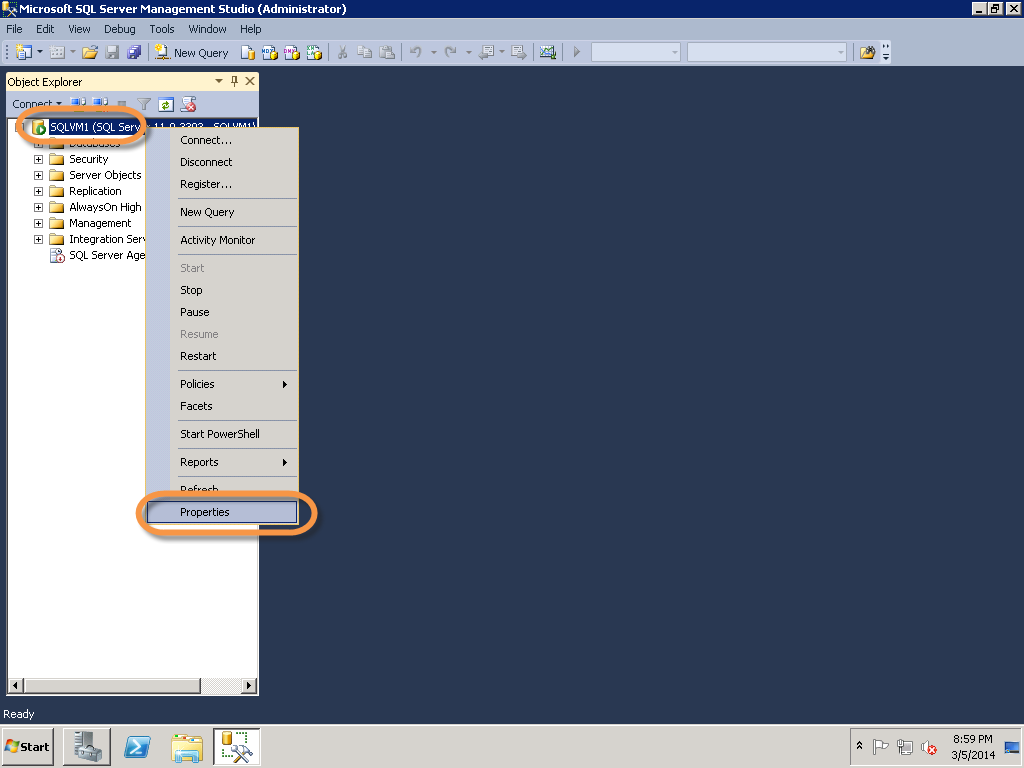 Microsoft SQL Server Management Studio (Administrator)
File Edit View Debug Tools Window Help
New Query
Object Explorer
Connect
SQLVM1 (SQL Server 11.0.3393 - SQLVM1\
Databases
Security
Server Objects
Replication
AlwaysOn High
Management
Integration Serv
SQL Server Age
Connect...
Disconnect
Register...
New Query
Activity Monitor
Start
Stop
Pause
Resume
Restart
Policies
Facets
Start PowerShell
Reports
Refresh
Properties
Ready
Start
8:59 PM
3/5/2014